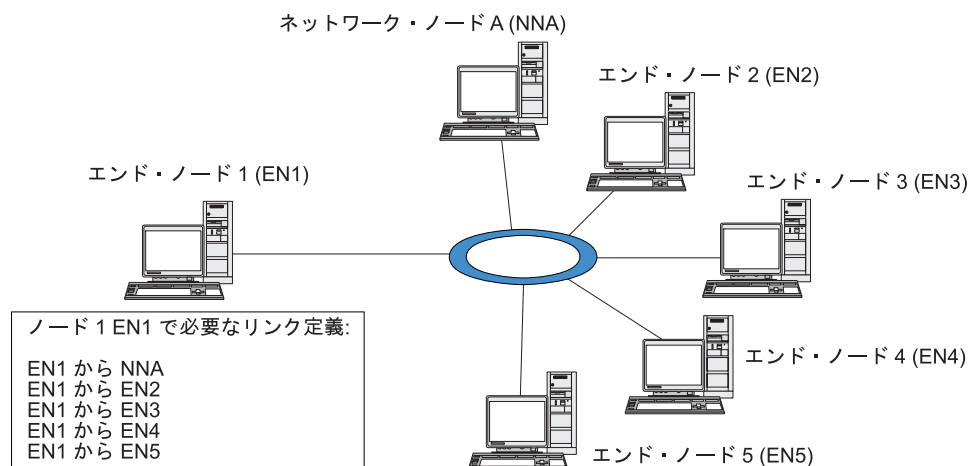 ネットワーク・ノード A (NNA)
エンド・ノード 2 (EN2)
エンド・ノード 1 (EN1)
エンド・ノード 3 (EN3)
ノード 1 EN1 で必要なリンク定義:
EN1 から NNA
EN1 から EN2
EN1 から EN3
EN1 から EN4
EN1 から EN5
エンド・ノード 4 (EN4)
エンド・ノード 5 (EN5)